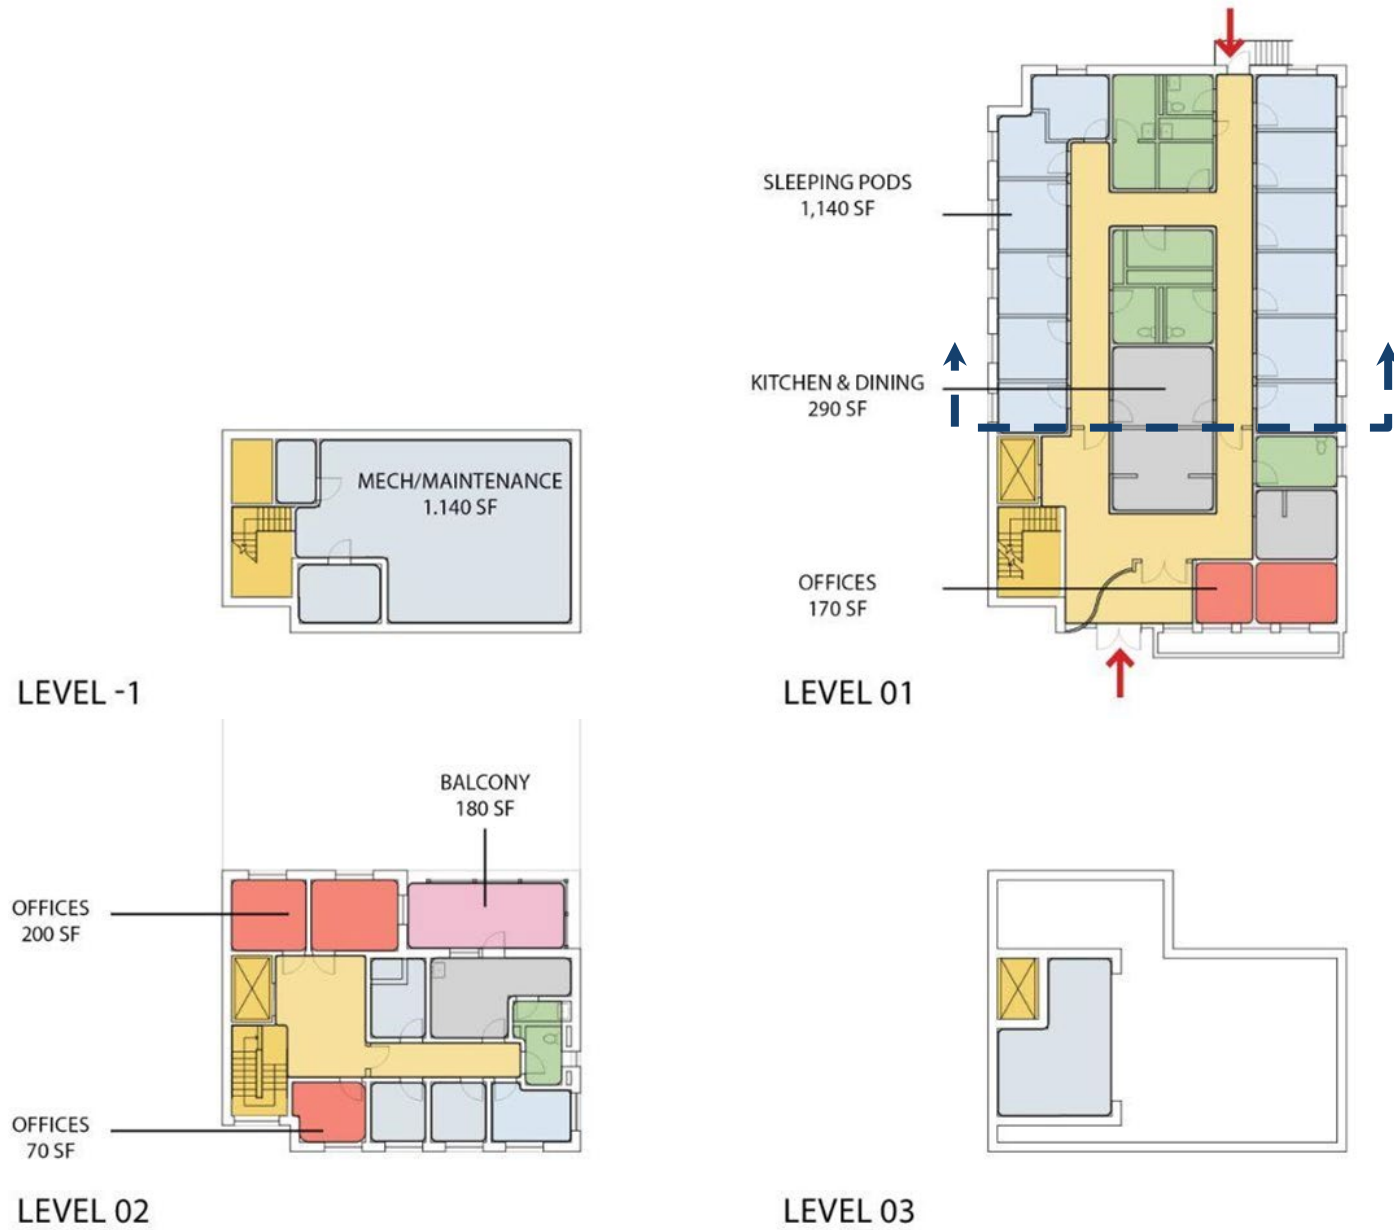 SLEEPING PODS
1,140 SF
KITCHEN & DINING
290 SF
MECH/MAINTENANCE
1.140 SF
OFFICES
170 SF
LEVEL -1
LEVEL 01
BALCONY
180 SF
OFFICES
200 SF
OFFICES
70 SF
LEVEL 02
LEVEL 03